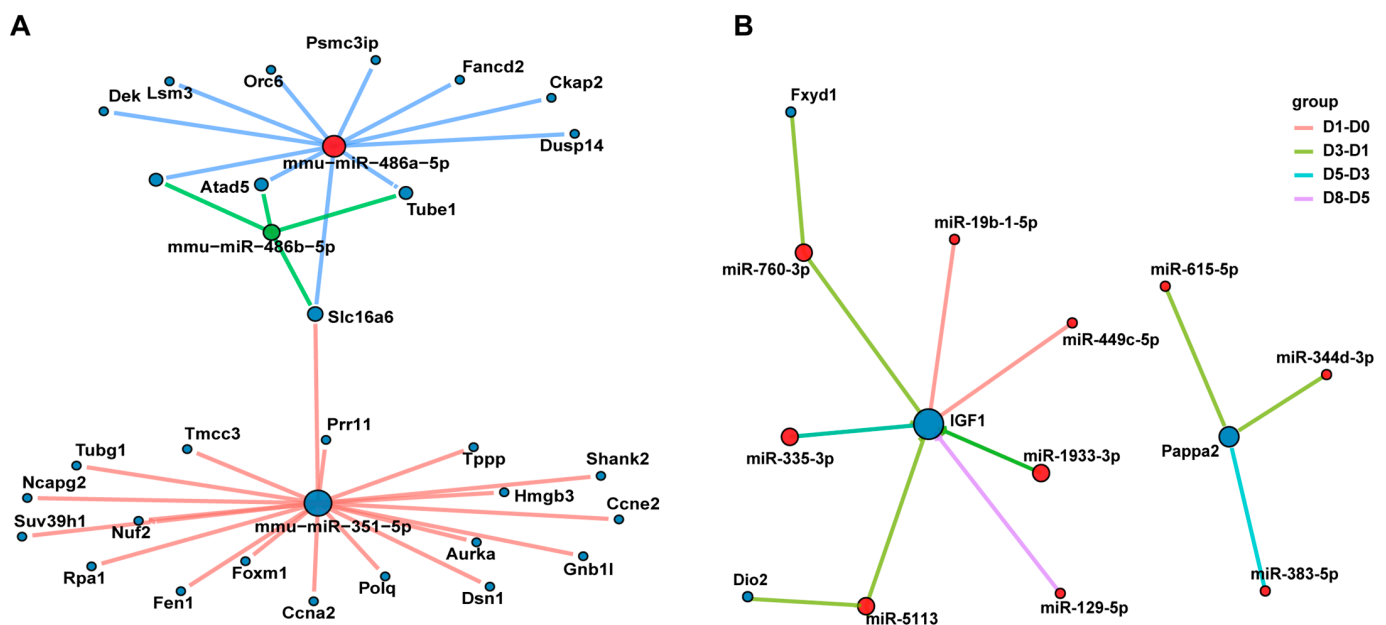 A
Psmc3ip
Orc6
Fancd2
Lsm3
Ckap2
Dek
Dusp14
mmu−miR−486a−5p
Atad5
Tube1
mmu−miR−486b−5p
Slc16a6
Prr11
Tmcc3
Tubg1
Tppp
Shank2
Ncapg2
Hmgb3
Ccne2
Suv39h1
Nuf2
mmu−miR−351−5p
Aurka
Gnb1l
Rpa1
Foxm1
Polq
Fen1
Dsn1
Ccna2
B
Fxyd1
miR-19b-1-5p
miR-760-3p
miR-449c-5p
IGF1
miR-335-3p
miR-1933-3p
Dio2
miR-5113
miR-129-5p
miR-615-5p
miR-344d-3p
Pappa2
miR-383-5p
group
D1-D0
D3-D1
D5-D3
D8-D5